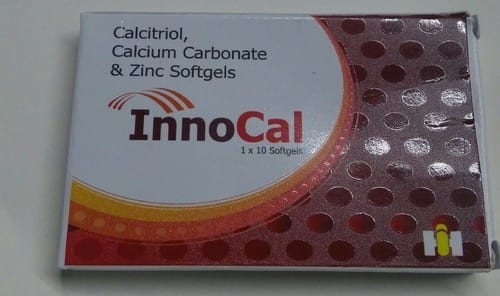 Calcitriol,
Calcium Carbonate
& Zinc Softgels
InnoCal
1 x 10 Softgels